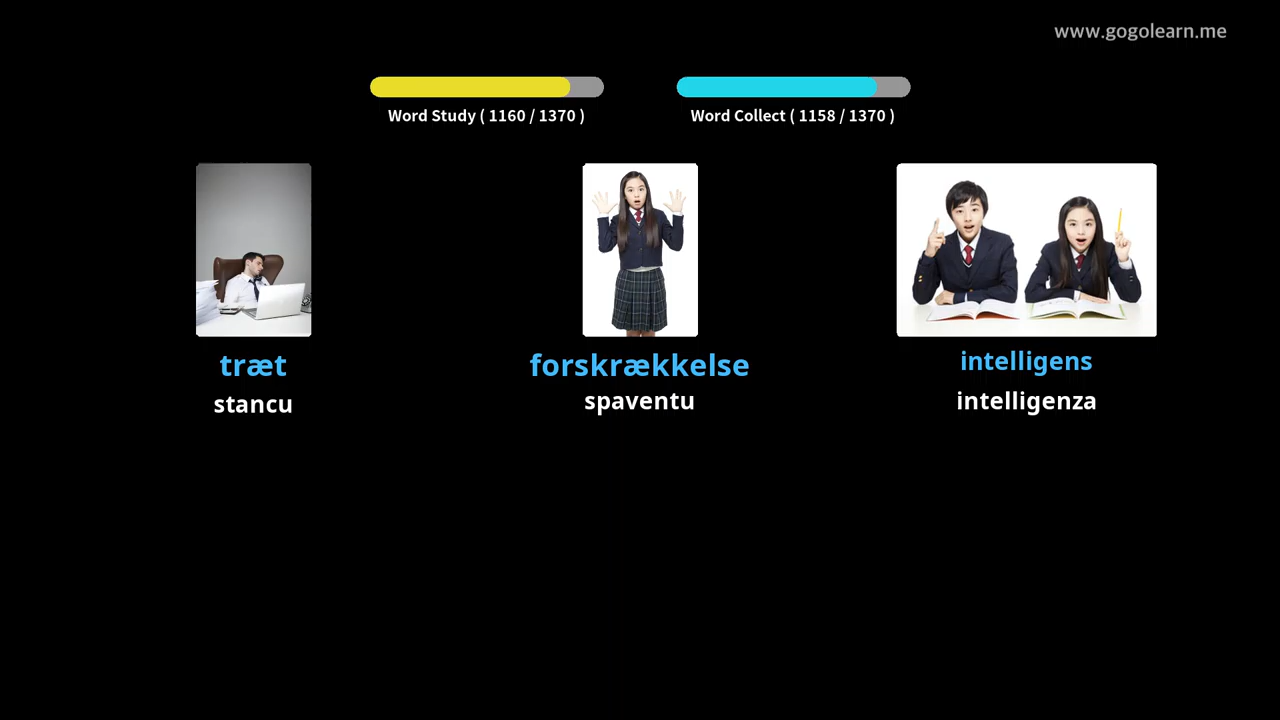 www.gogolearn.me
Word Study ( 1160 / 1370 )
Word Collect ( 1158 / 1370 )
træt
stancu
forskrækkelse
spaventu
intelligens
intelligenza